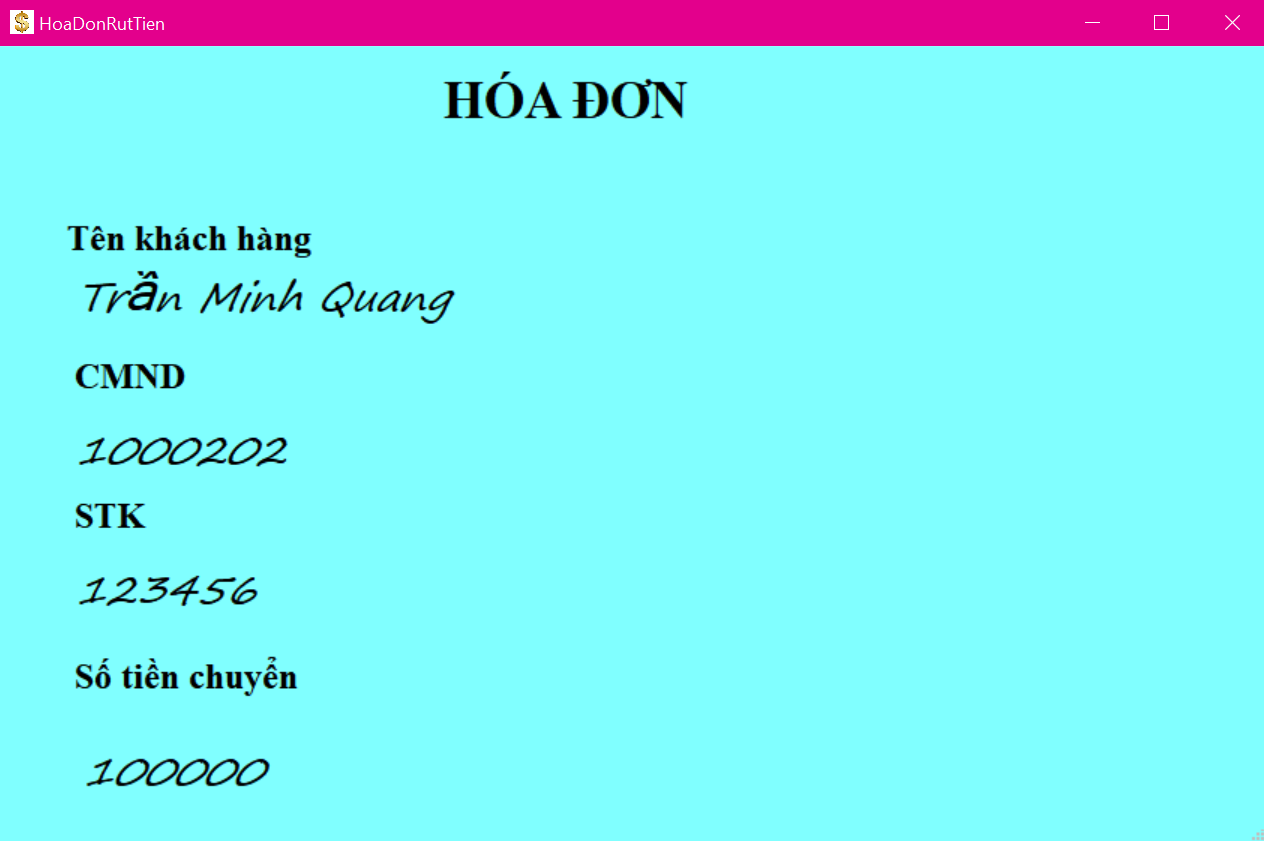 HoaDonRutTien
HÓA ĐƠN
Tên khách hàng
Trần Minh Quang
CMND
1000202
STK
123456
Số tiền chuyển
100000